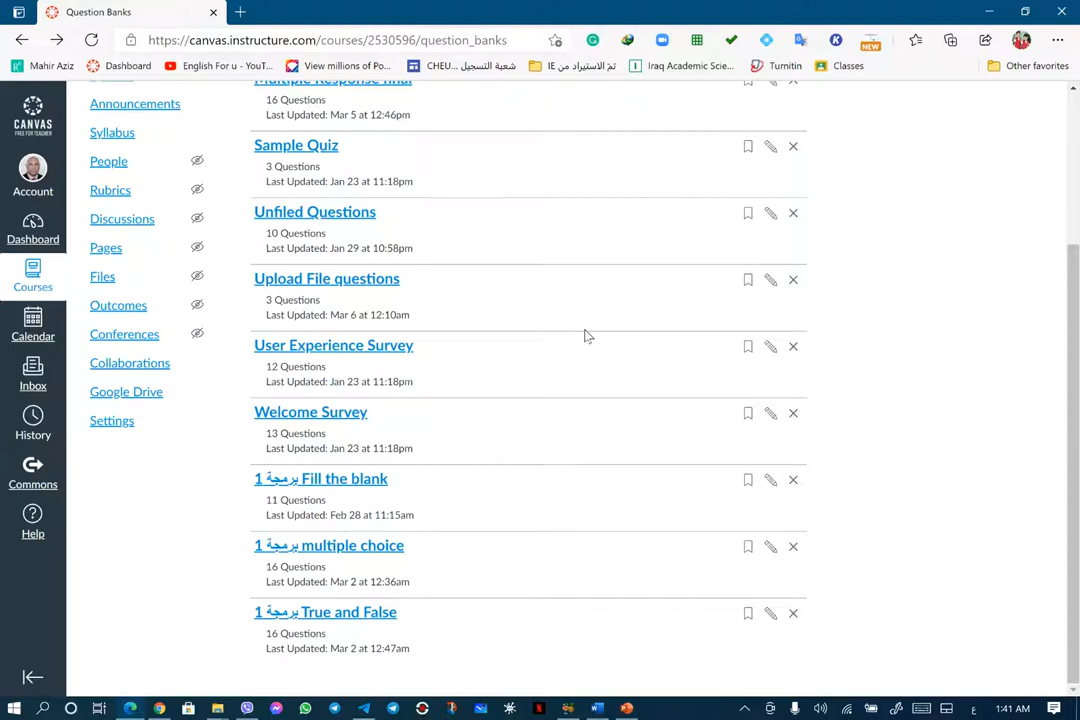 Question Banks
https://canvas.instructure.com/courses/2530596/question_banks
NEW
Mahir Aziz
Dashboard
English For u - YouT...
View millions of Po...
شعبة التسجيل CHEU...
تمّ الاستيراد من IE
Iraq Academic Scie...
Turnitin
Classes
Other favorites
CANVAS
FREE FOR TEACHER
Account
Dashboard
Courses
Calendar
Inbox
History
Commons
Help
Announcements
Syllabus
People
Rubrics
Discussions
Pages
Files
Outcomes
Conferences
Collaborations
Google Drive
Settings
Multiple Response final
16 Questions
Last Updated: Mar 5 at 12:46pm
Sample Quiz
3 Questions
Last Updated: Jan 23 at 11:18pm
Unfiled Questions
10 Questions
Last Updated: Jan 29 at 10:58pm
Upload File questions
3 Questions
Last Updated: Mar 6 at 12:10am
User Experience Survey
12 Questions
Last Updated: Jan 23 at 11:18pm
Welcome Survey
13 Questions
Last Updated: Jan 23 at 11:18pm
برمجة 1 Fill the blank
11 Questions
Last Updated: Feb 28 at 11:15am
برمجة 1 multiple choice
16 Questions
Last Updated: Mar 2 at 12:36am
برمجة 1 True and False
16 Questions
Last Updated: Mar 2 at 12:47am
ع
1:41 AM